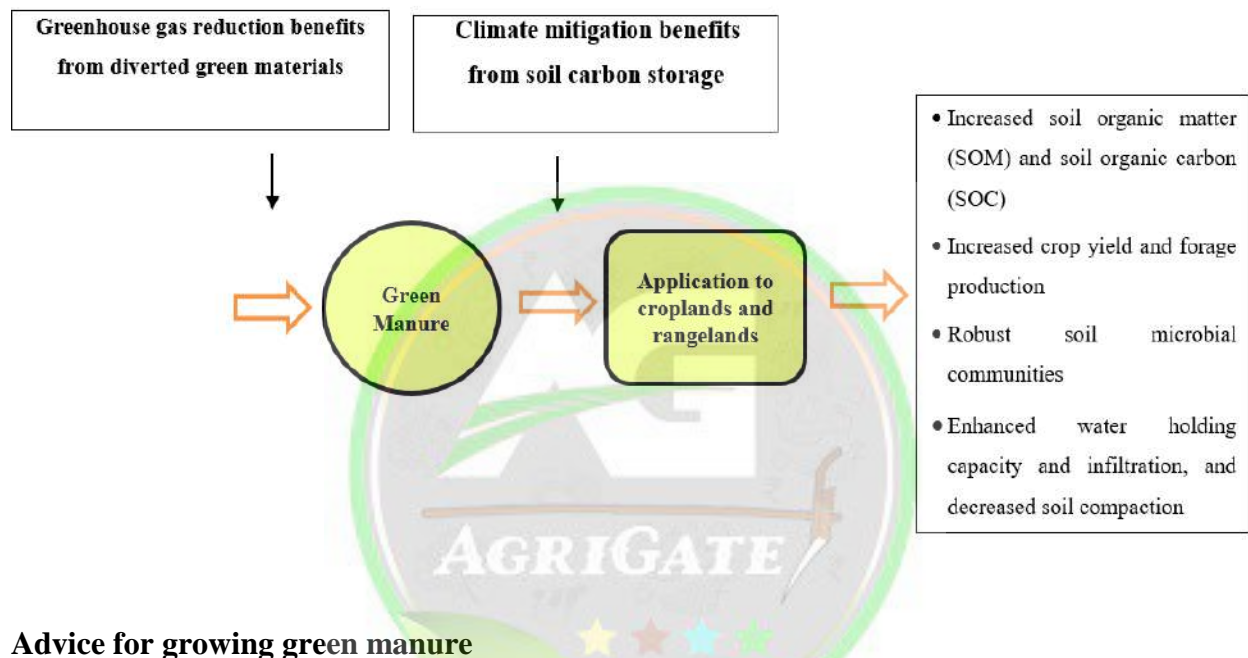 Greenhouse gas reduction benefits
from diverted green materials
Climate mitigation benefits
from soil carbon storage
Green
Manure
Application to
croplands and
rangelands
• Increased soil organic matter
(SOM) and soil organic carbon
(SOC)
• Increased crop yield and forage
production
• Robust soil microbial
communities
• Enhanced water holding
capacity and infiltration, and
decreased soil compaction
AGRIGATE
Advice for growing green manure